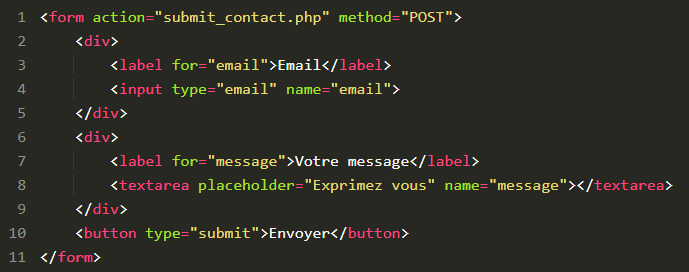 1 <form action="submit_contact.php" method="POST">
2     <div>
3         <label for="email">Email</label>
4         <input type="email" name="email">
5     </div>
6     <div>
7         <label for="message">Votre message</label>
8         <textarea placeholder="Exprimez vous" name="message"></textarea>
9     </div>
10     <button type="submit">Envoyer</button>
11 </form>